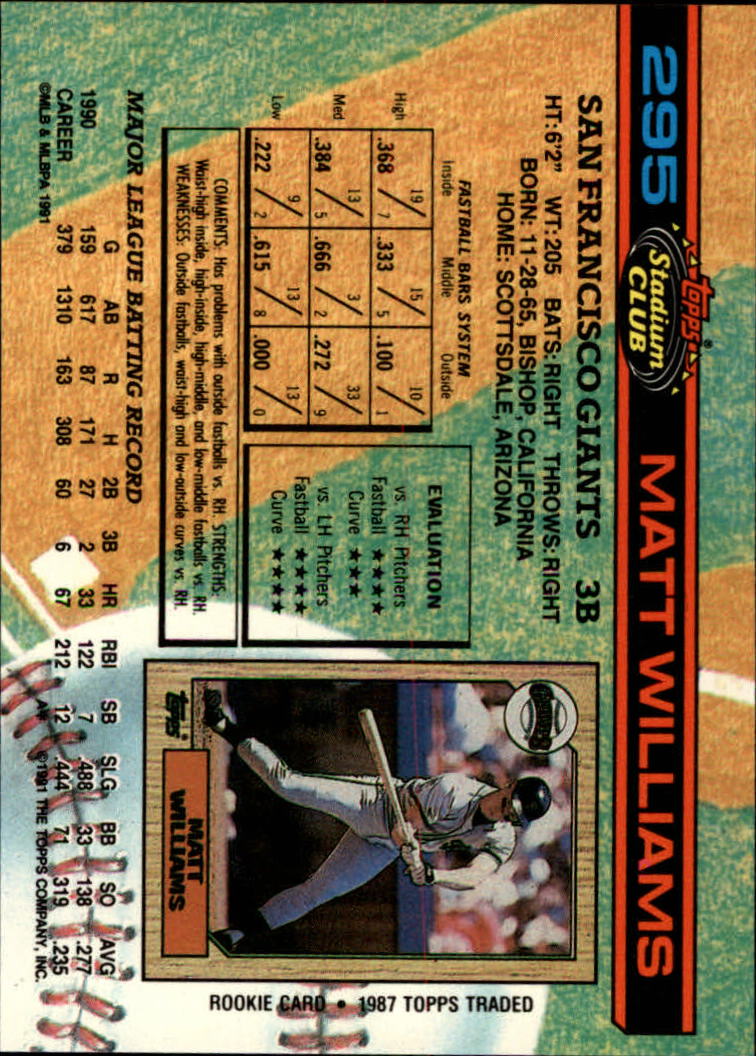 295
Topps®
Stadium
CLUB
MATT WILLIAMS
SAN FRANCISCO GIANTS 3B
HT: 6'2" WT: 205 BATS: RIGHT THROWS: RIGHT
BORN: 11-28-65, BISHOP, CALIFORNIA
HOME: SCOTTSDALE, ARIZONA
FASTBALL BARS SYSTEM
Inside Middle Outside
High .368 19/7 .333 15/5 .100 10/1
Med .384 13/5 .666 3/2 .272 33/9
Low .222 9/2 .615 13/8 .000 13/0
EVALUATION
vs. RH Pitchers
Fastball ★★★★
Curve ★★★
vs. LH Pitchers
Fastball ★★★★
Curve ★★★★
COMMENTS: Has problems with outside fastballs vs. RH. STRENGTHS:
Waist-high inside, high-inside, high-middle, and low-middle fastballs vs. RH.
WEAKNESSES: Outside fastballs, waist-high and low-outside curves vs. RH.
GIANTS
Topps®
MATT
WILLIAMS
ROOKIE CARD • 1987 TOPPS TRADED
MAJOR LEAGUE BATTING RECORD
G AB R H 2B 3B HR RBI SB SLG BB SO AVG
1990 159 617 87 171 27 2 33 122 7 .488 33 138 .277
CAREER 379 1310 163 308 60 6 67 212 12 .444 71 319 .235
©MLB & MLBPA 1991
A* ©1991 THE TOPPS COMPANY, INC.